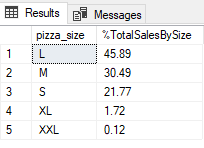 Results Messages
pizza_size %TotalSalesBySize
1 L 45.89
2 M 30.49
3 S 21.77
4 XL 1.72
5 XXL 0.12